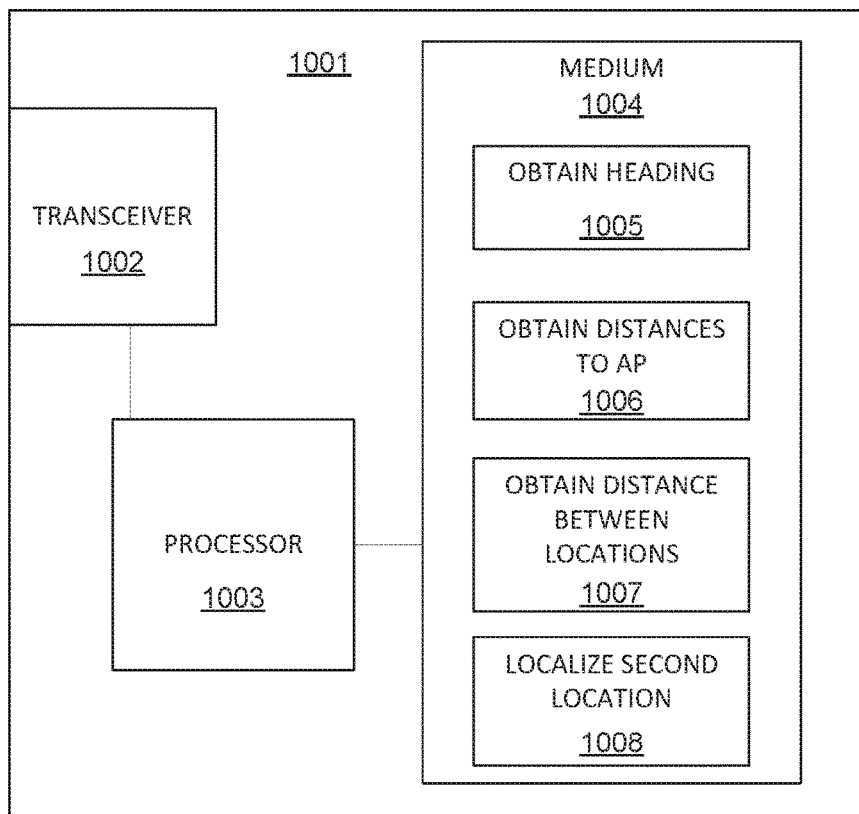 1001
TRANSCEIVER
1002
PROCESSOR
1003
MEDIUM
1004
OBTAIN HEADING
1005
OBTAIN DISTANCES
TO AP
1006
OBTAIN DISTANCE
BETWEEN
LOCATIONS
1007
LOCALIZE SECOND
LOCATION
1008